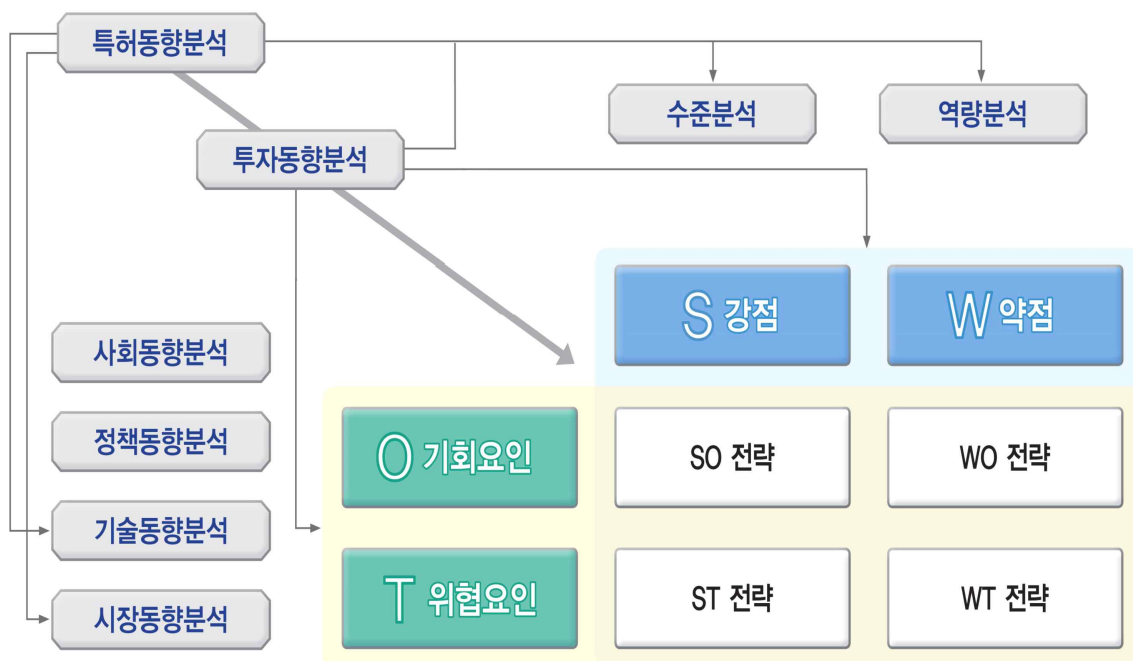 특허동향분석
수준분석
역량분석
투자동향분석
S 강점
W 약점
사회동향분석
정책동향분석
기술동향분석
시장동향분석
O 기회요인
SO 전략
WO 전략
T 위협요인
ST 전략
WT 전략